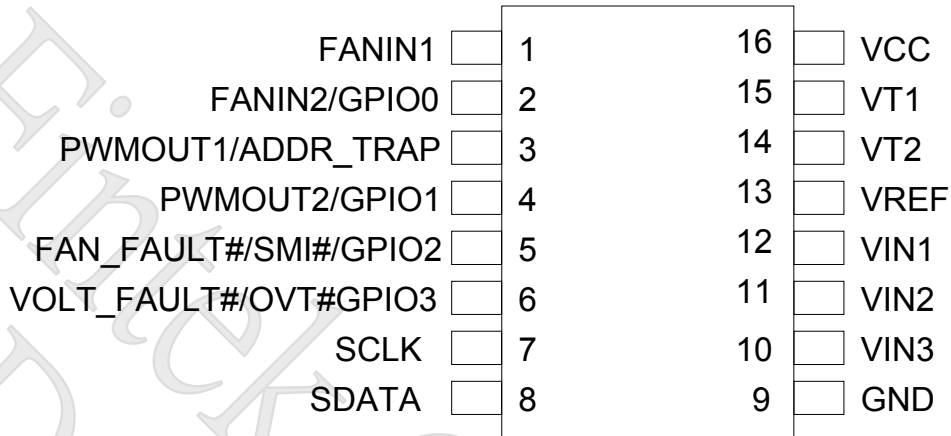 FANIN1 1 16 VCC
FANIN2/GPIO0 2 15 VT1
PWMOUT1/ADDR_TRAP 3 14 VT2
PWMOUT2/GPIO1 4 13 VREF
FAN_FAULT#/SMI#/GPIO2 5 12 VIN1
VOLT_FAULT#/OVT#GPIO3 6 11 VIN2
SCLK 7 10 VIN3
SDATA 8 9 GND
Fintek